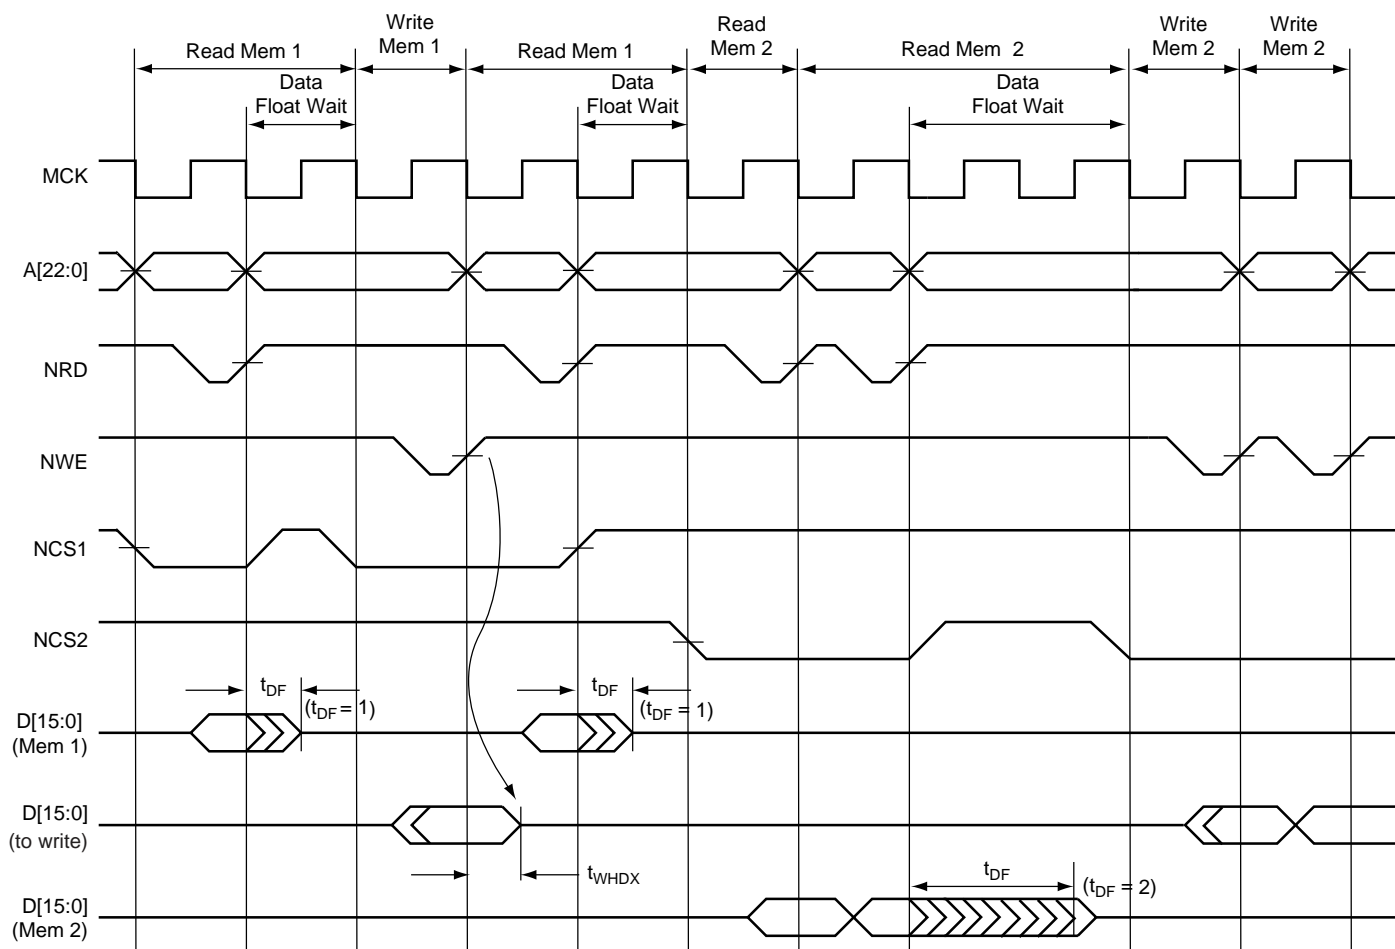 Write
Mem 1
Read
Mem 2
Write
Mem 2
Write
Mem 2
Read Mem 1
Read Mem 1
Read Mem 2
Data
Float Wait
Data
Float Wait
Data
Float Wait
MCK
A[22:0]
NRD
NWE
NCS1
NCS2
tDF
(tDF = 1)
tDF
(tDF = 1)
D[15:0]
(Mem 1)
D[15:0]
(to write)
tWHDX
tDF
(tDF = 2)
D[15:0]
(Mem 2)